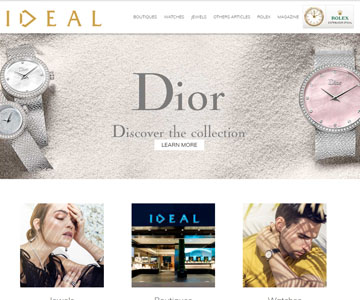 IDEAL
BOUTIQUES WATCHES JEWELS OTHERS ARTICLES ROLEX MAGAZINE
ROLEX
Dior
Discover the collection
LEARN MORE
IDEAL
Jewels
Boutiques
Watches